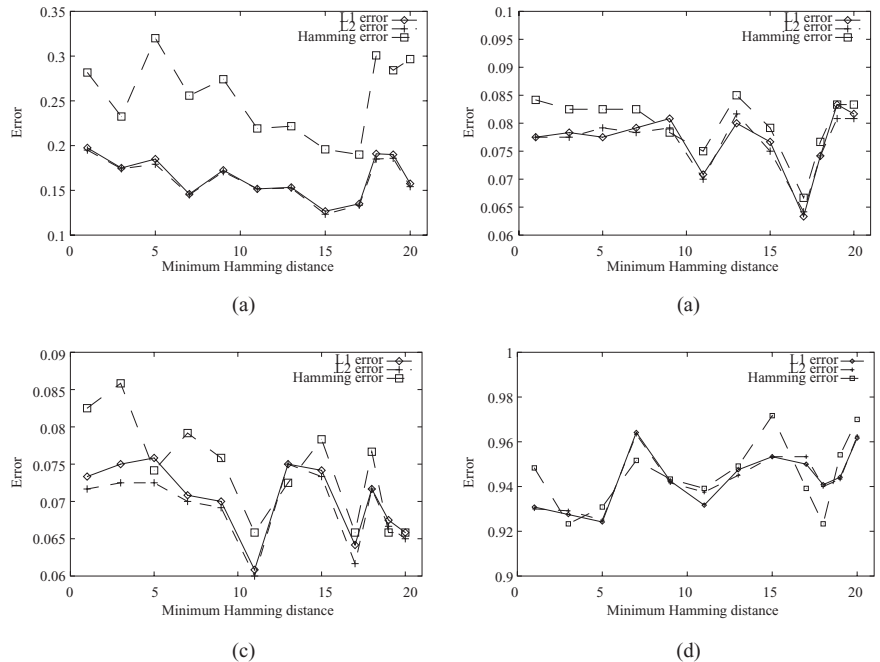 L1 error
L2 error
Hamming error
0.35
0.3
0.25
0.2
0.15
0.1
Error
0 5 10 15 20
Minimum Hamming distance
(a)
L1 error
L2 error
Hamming error
0.1
0.095
0.09
0.085
0.08
0.075
0.07
0.065
0.06
Error
0 5 10 15 20
Minimum Hamming distance
(a)
L1 error
L2 error
Hamming error
0.09
0.085
0.08
0.075
0.07
0.065
0.06
Error
0 5 10 15 20
Minimum Hamming distance
(c)
L1 error
L2 error
Hamming error
1
0.98
0.96
0.94
0.92
0.9
Error
0 5 10 15 20
Minimum Hamming distance
(d)